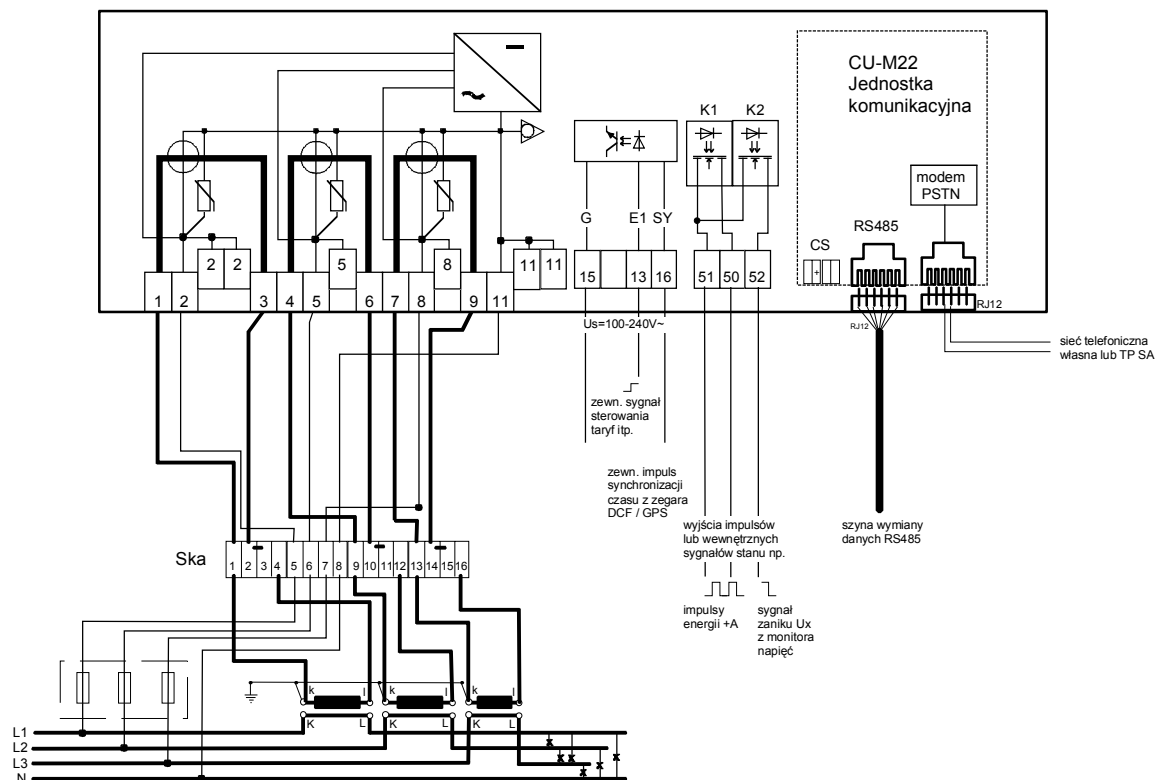 CU-M22
Jednostka
komunikacyjna
K1 K2
modem
PSTN
RS485
G E1 SY
CS
+
2 2 5 8 11 11
15 13 16
51 50 52
1 2 3 4 5 6 7 8 9 11
RJ12
RJ12
Us=100-240V~
sieć telefoniczna
własna lub TP SA
zewn. sygnał
sterowania
taryf itp.
zewn. impuls
synchronizacji
czasu z zegara
DCF / GPS
wyjścia impulsów
lub wewnętrznych
sygnałów stanu np.
szyna wymiany
danych RS485
Ska
1 2 3 4 5 6 7 8 9 10 11 12 13 14 15 16
impulsy
energii +A
sygnał
zaniku Ux
z monitora
napięć
k l k l k l
K L K L K L
L1
L2
L3
N